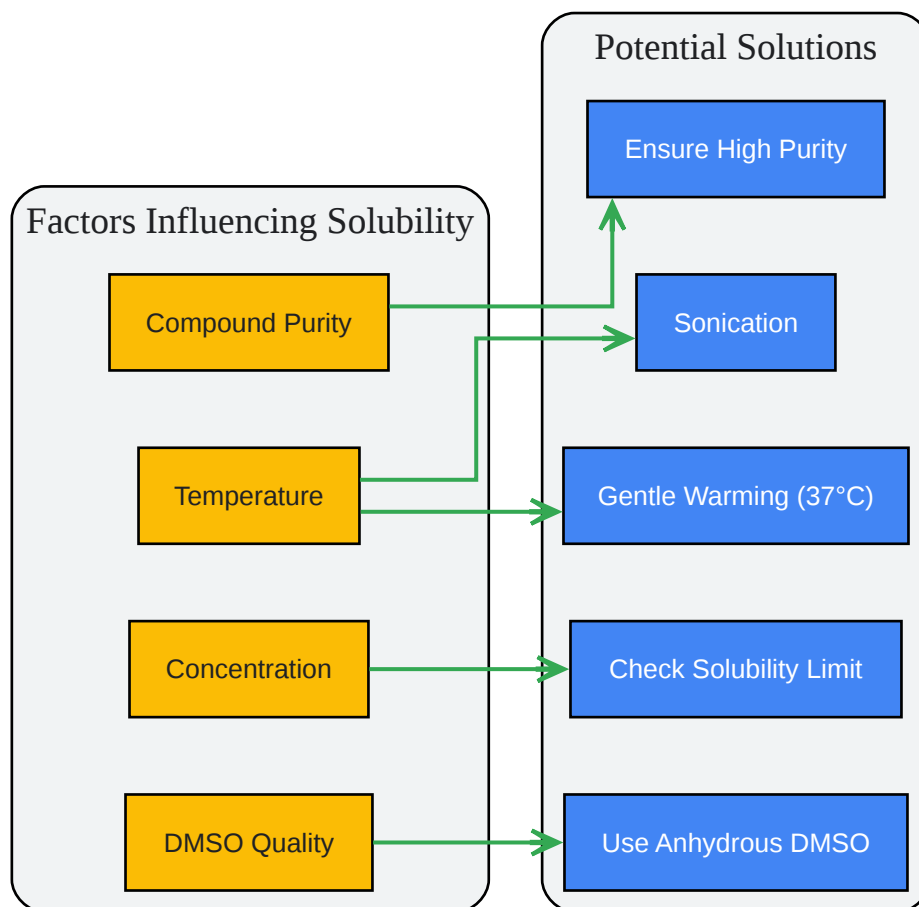 Potential Solutions
Ensure High Purity
Factors Influencing Solubility
Compound Purity
Sonication
Temperature
Gentle Warming (37°C)
Concentration
Check Solubility Limit
DMSO Quality
Use Anhydrous DMSO